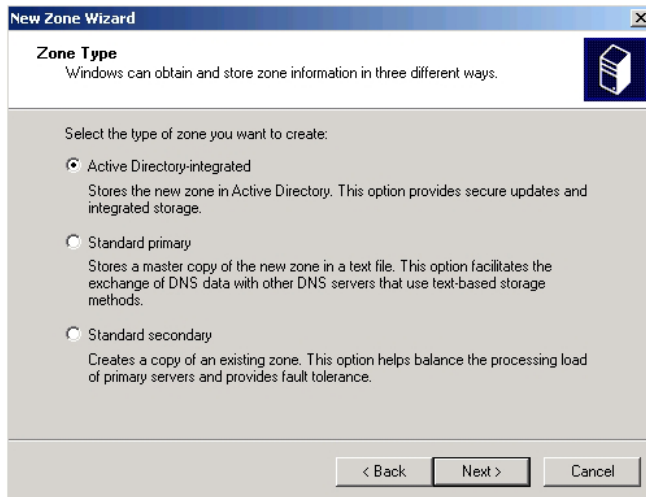 New Zone Wizard
Zone Type
Windows can obtain and store zone information in three different ways.
Select the type of zone you want to create:
Active Directory-integrated
Stores the new zone in Active Directory. This option provides secure updates and
integrated storage.
Standard primary
Stores a master copy of the new zone in a text file. This option facilitates the
exchange of DNS data with other DNS servers that use text-based storage
methods.
Standard secondary
Creates a copy of an existing zone. This option helps balance the processing load
of primary servers and provides fault tolerance.
< Back Next > Cancel